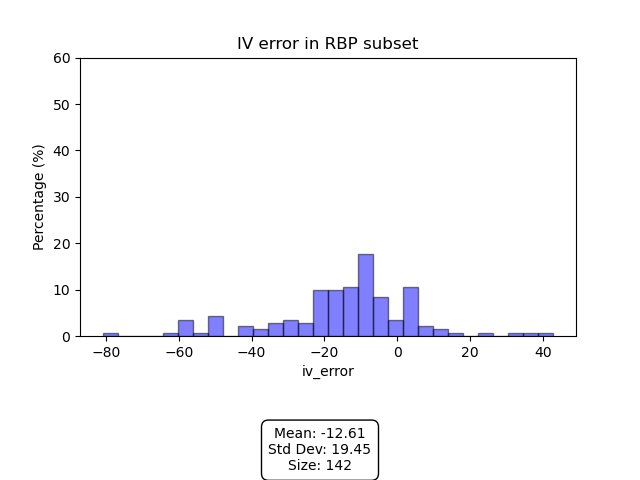 IV error in RBP subset
60
50
40
30
20
10
0
Percentage (%)
−80 −60 −40 −20 0 20 40
iv_error
Mean: -12.61
Std Dev: 19.45
Size: 142